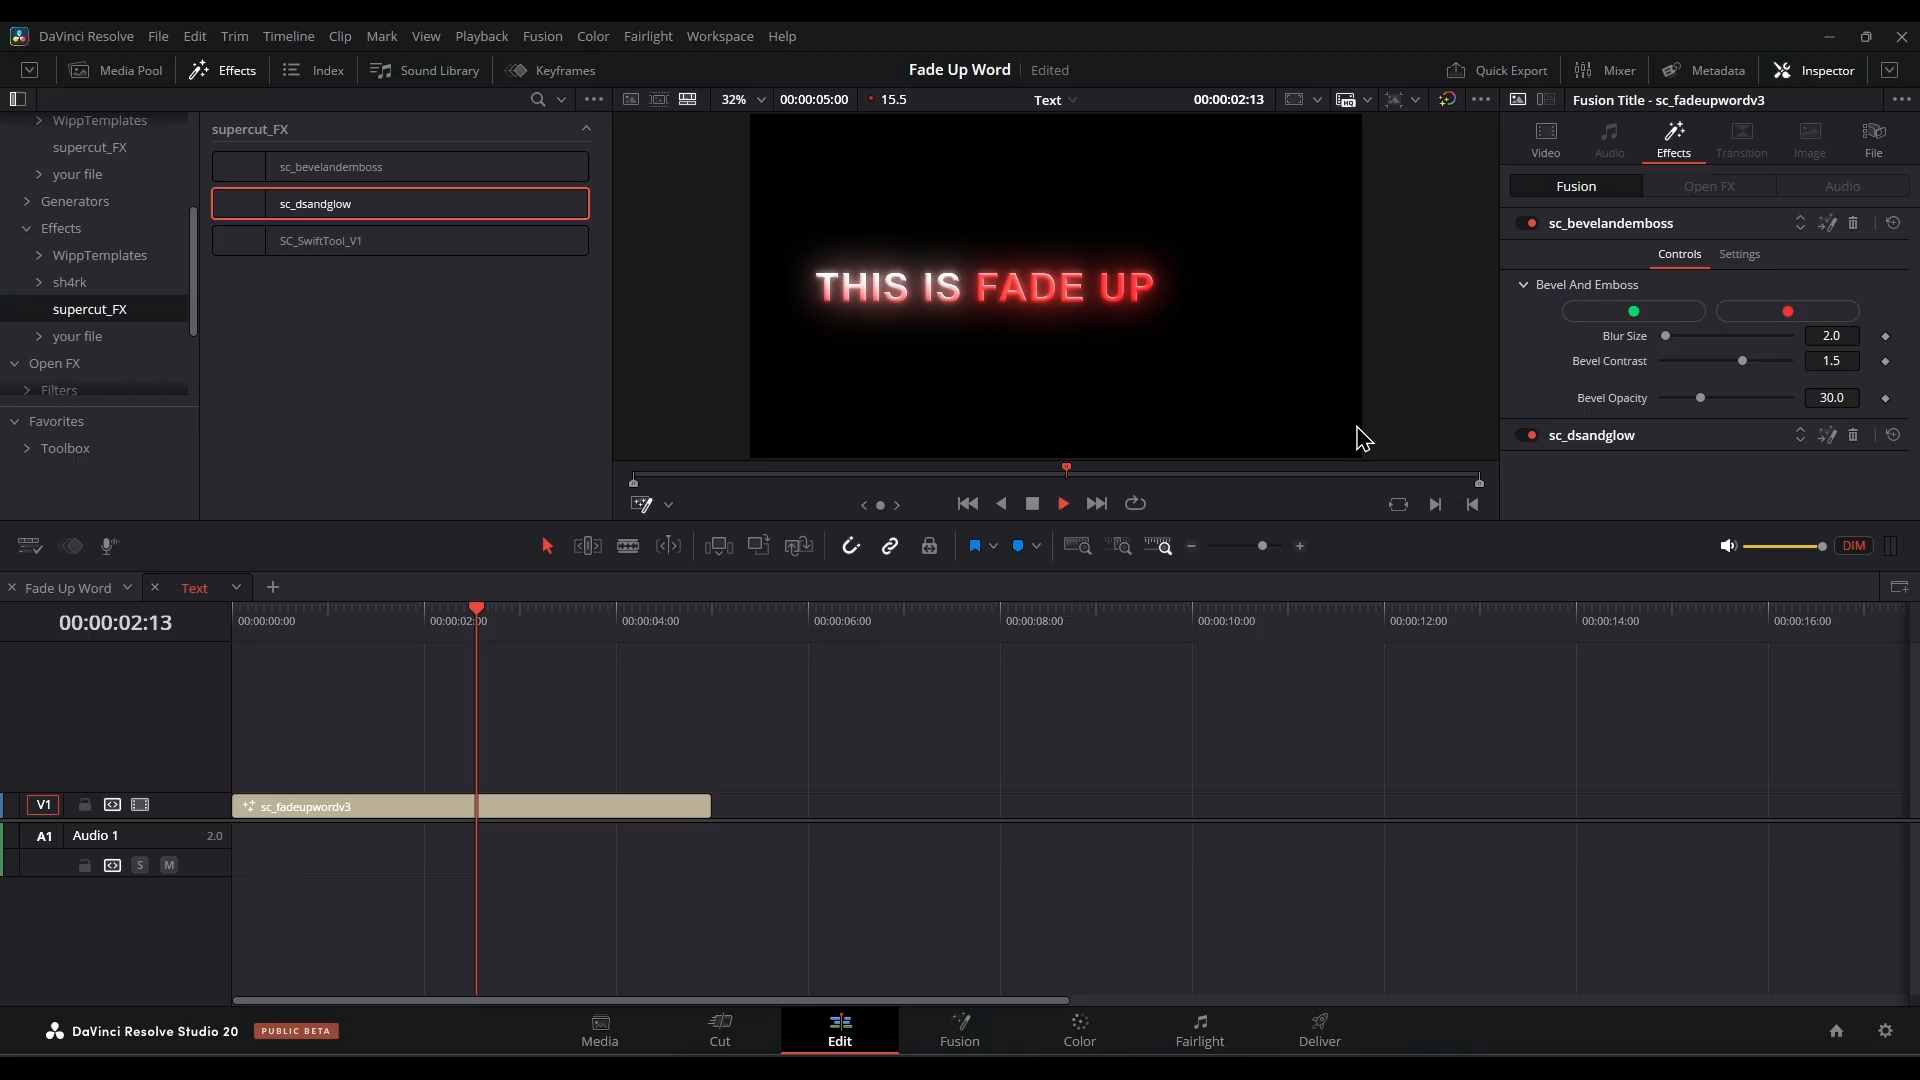 DaVinci Resolve File Edit Trim Timeline Clip Mark View Playback Fusion Color Fairlight Workspace Help
Media Pool Effects Index Sound Library Keyframes Fade Up Word Edited Quick Export Mixer Metadata Inspector
32% 00:00:05:00 15.5 Text 00:00:02:13 Fusion Title - sc_fadeupwordv3
WippTemplates
supercut_FX
your file
Generators
Effects
WippTemplates
sh4rk
supercut_FX
your file
Open FX
Filters
Favorites
Toolbox
supercut_FX
sc_bevelandemboss
sc_dsandglow
SC_SwiftTool_V1
THIS IS FADE UP
Video Audio Effects Transition Image File
Fusion Open FX Audio
sc_bevelandemboss
Controls Settings
Bevel And Emboss
Blur Size 2.0
Bevel Contrast 1.5
Bevel Opacity 30.0
sc_dsandglow
DIM
Fade Up Word Text
00:00:02:13 00:00:00:00 00:00:02:00 00:00:04:00 00:00:06:00 00:00:08:00 00:00:10:00 00:00:12:00 00:00:14:00 00:00:16:00
V1 sc_fadeupwordv3
A1 Audio 1 2.0
S M
DaVinci Resolve Studio 20 PUBLIC BETA
Media Cut Edit Fusion Color Fairlight Deliver